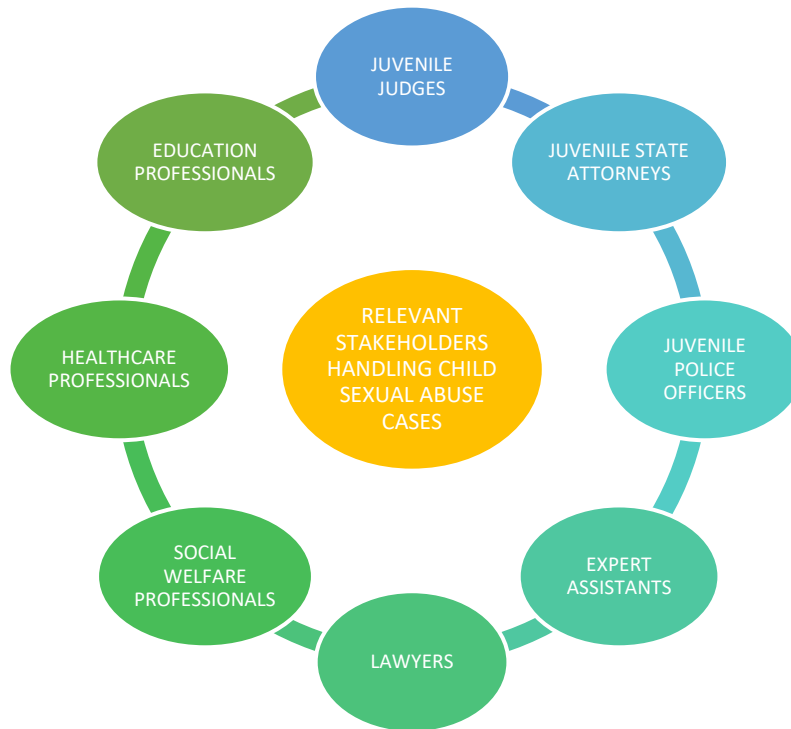 JUVENILE
JUDGES
JUVENILE STATE
ATTORNEYS
JUVENILE
POLICE
OFFICERS
EXPERT
ASSISTANTS
LAWYERS
SOCIAL
WELFARE
PROFESSIONALS
HEALTHCARE
PROFESSIONALS
EDUCATION
PROFESSIONALS
RELEVANT
STAKEHOLDERS
HANDLING CHILD
SEXUAL ABUSE
CASES